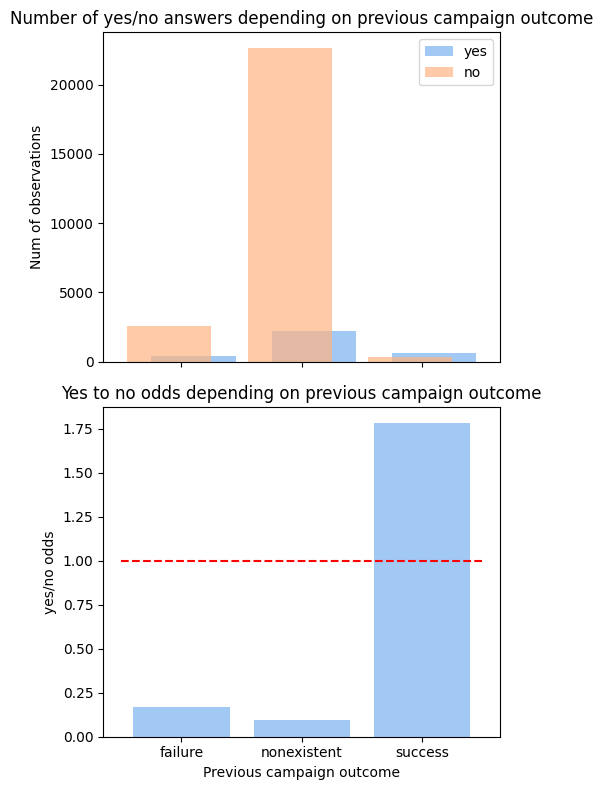 Number of yes/no answers depending on previous campaign outcome
yes
no
Num of observations
20000
15000
10000
5000
0
Yes to no odds depending on previous campaign outcome
yes/no odds
1.75
1.50
1.25
1.00
0.75
0.50
0.25
0.00
failure nonexistent success
Previous campaign outcome